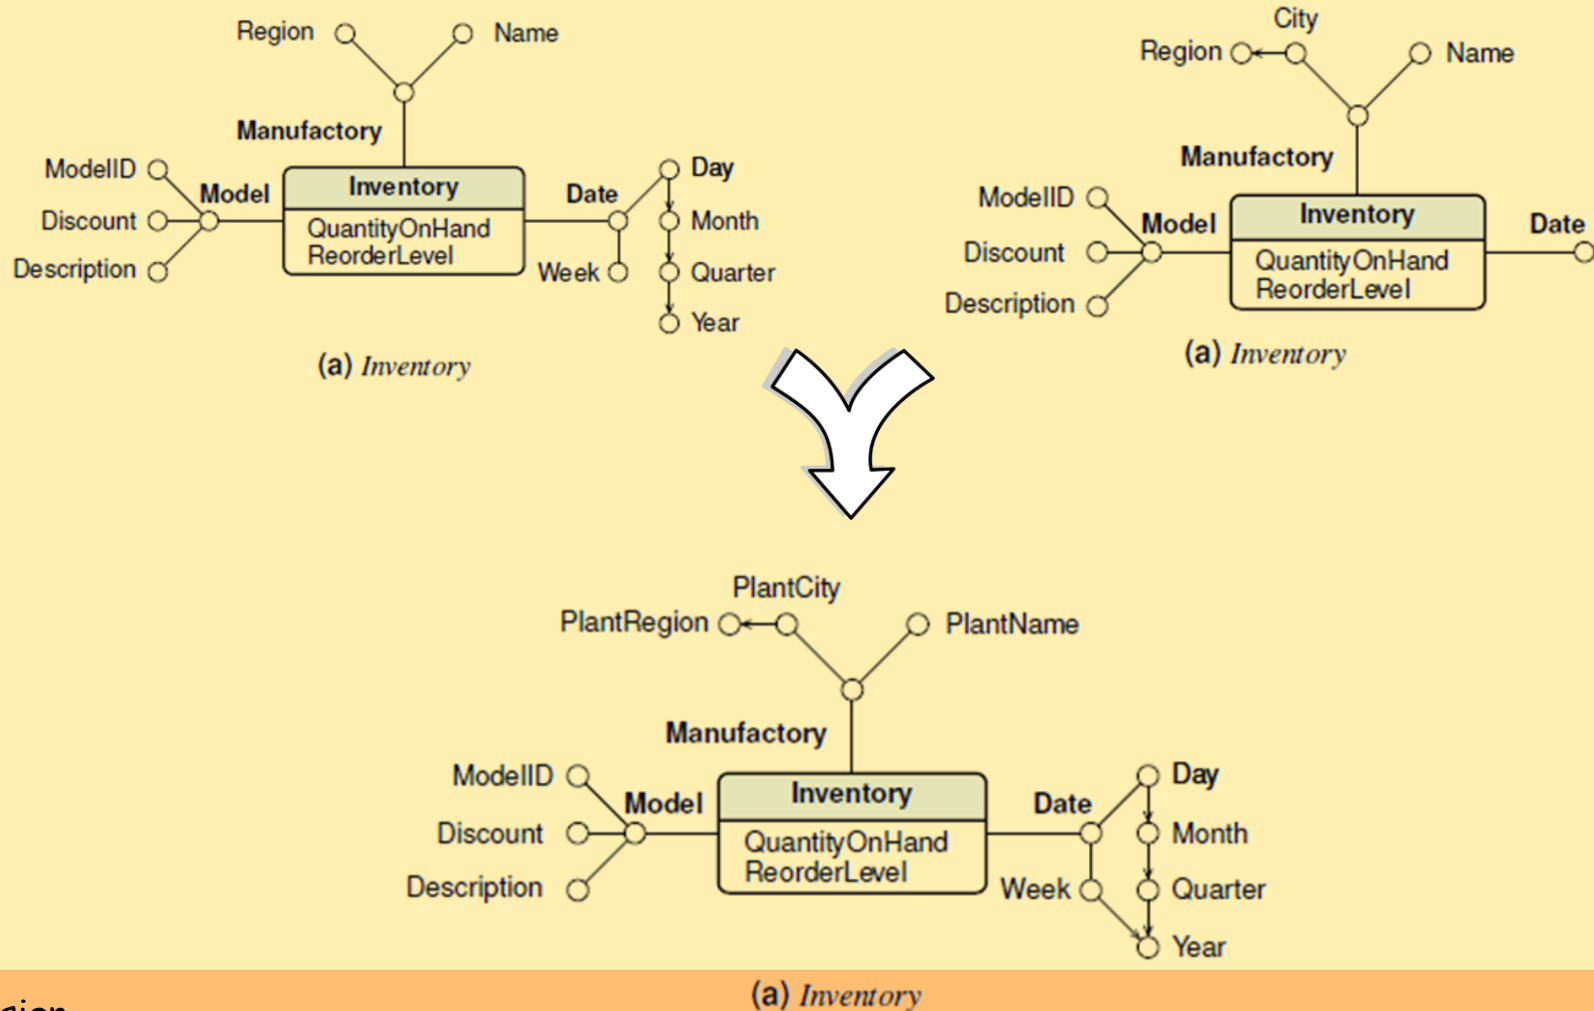 Region
Name
Manufactory
ModelID
Model
Discount
Description
Inventory
QuantityOnHand
ReorderLevel
Date
Day
Month
Week
Quarter
Year
(a) Inventory
City
Region
Name
Manufactory
ModelID
Model
Discount
Description
Inventory
QuantityOnHand
ReorderLevel
Date
(a) Inventory
PlantCity
PlantRegion
PlantName
Manufactory
ModelID
Model
Discount
Description
Inventory
QuantityOnHand
ReorderLevel
Date
Day
Month
Week
Quarter
Year
(a) Inventory